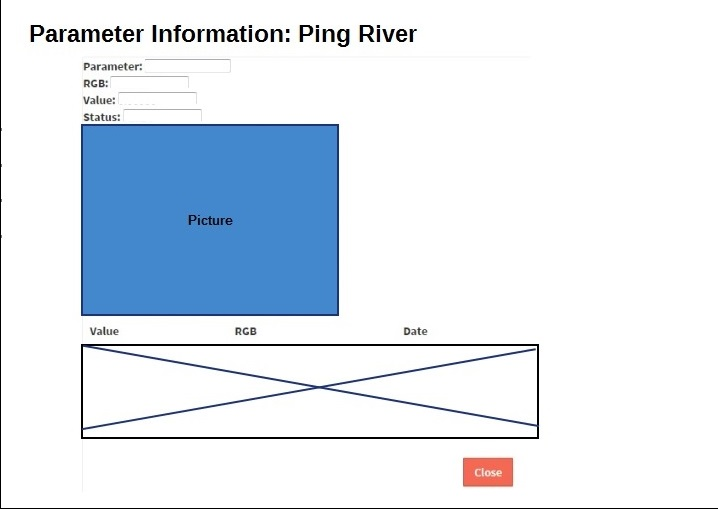 Parameter Information: Ping River
Parameter:
RGB:
Value:
Status:
Picture
Value RGB Date
Close